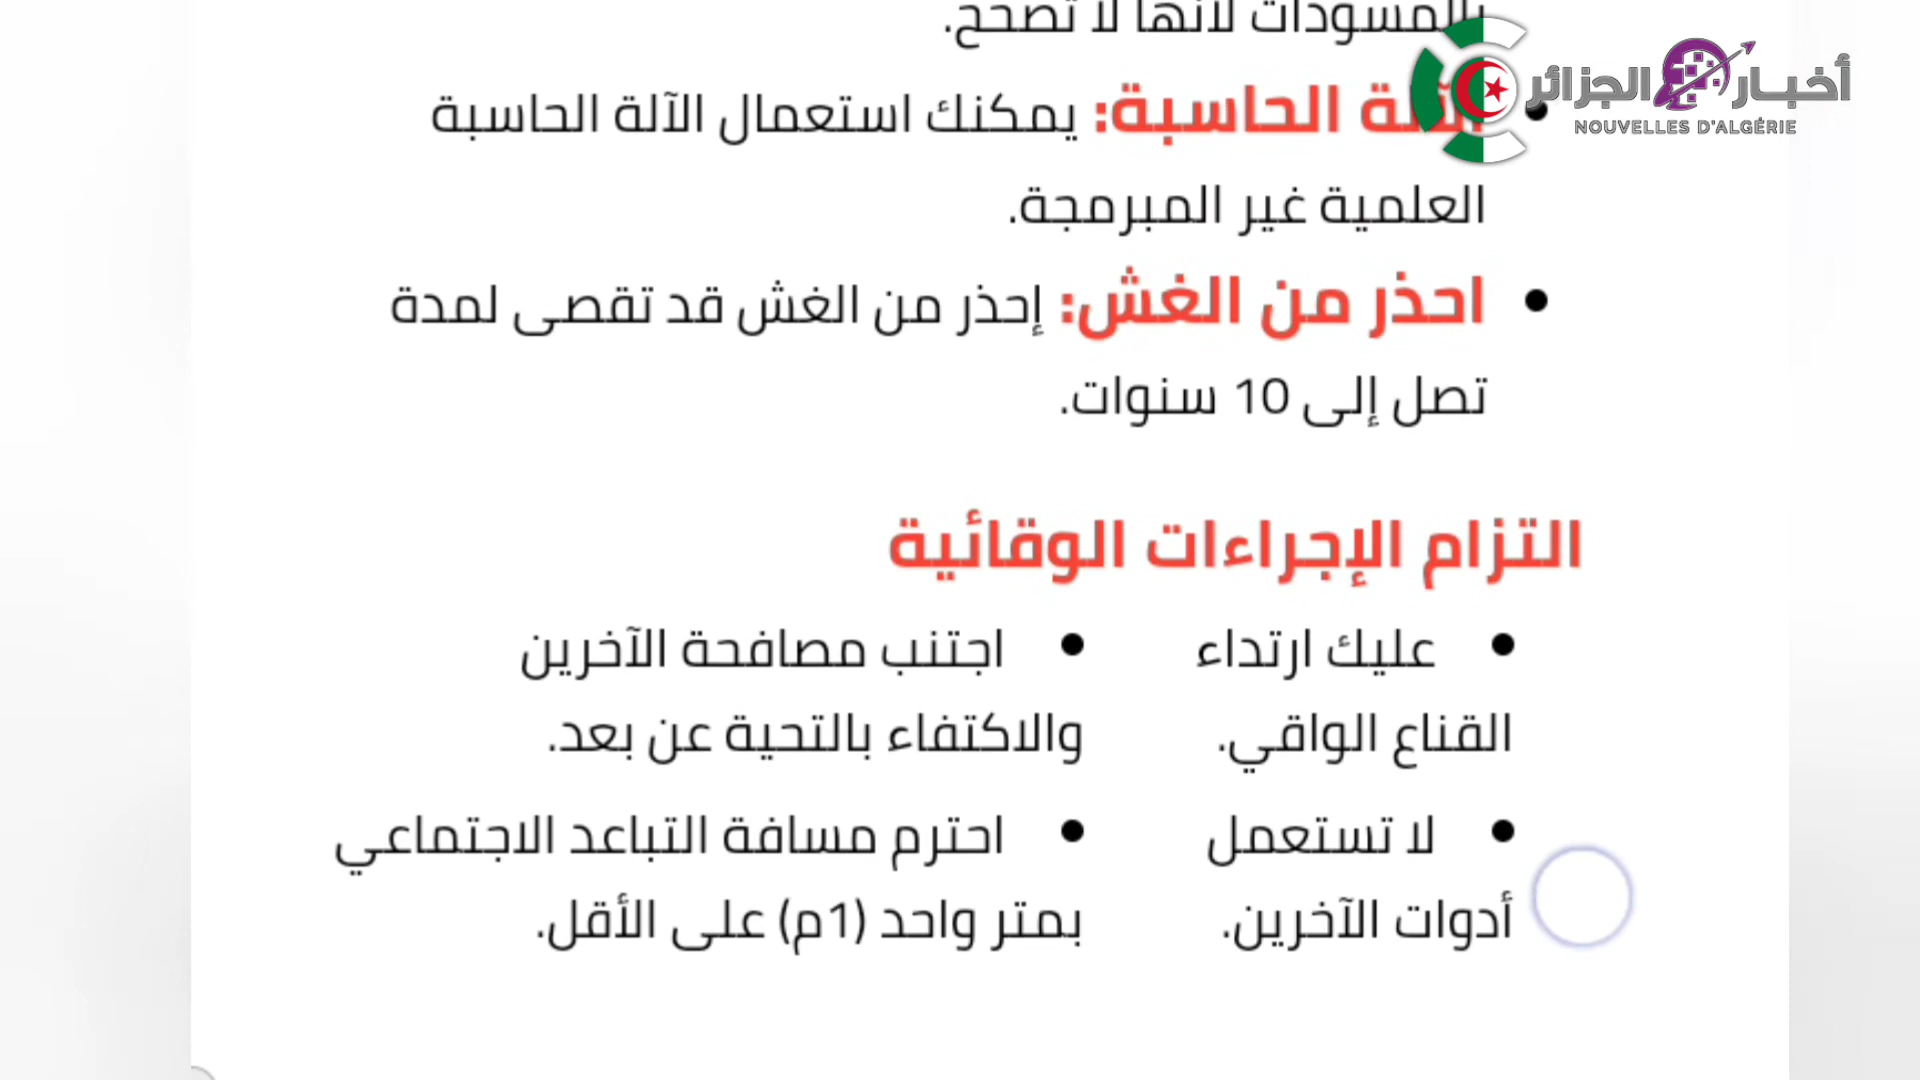 بالمسودات لأنها لا تصحح.
أخبار الجزائر
NOUVELLES D'ALGÉRIE
الحاسبة: يمكنك استعمال الآلة الحاسبة
العلمية غير المبرمجة.
احذر من الغش: إحذر من الغش قد تقصى لمدة
تصل إلى 10 سنوات.
التزام الإجراءات الوقائية
عليك ارتداء
القناع الواقي.
لا تستعمل
أدوات الآخرين.
اجتنب مصافحة الآخرين
والاكتفاء بالتحية عن بعد.
احترم مسافة التباعد الاجتماعي
بمتر واحد (1م) على الأقل.